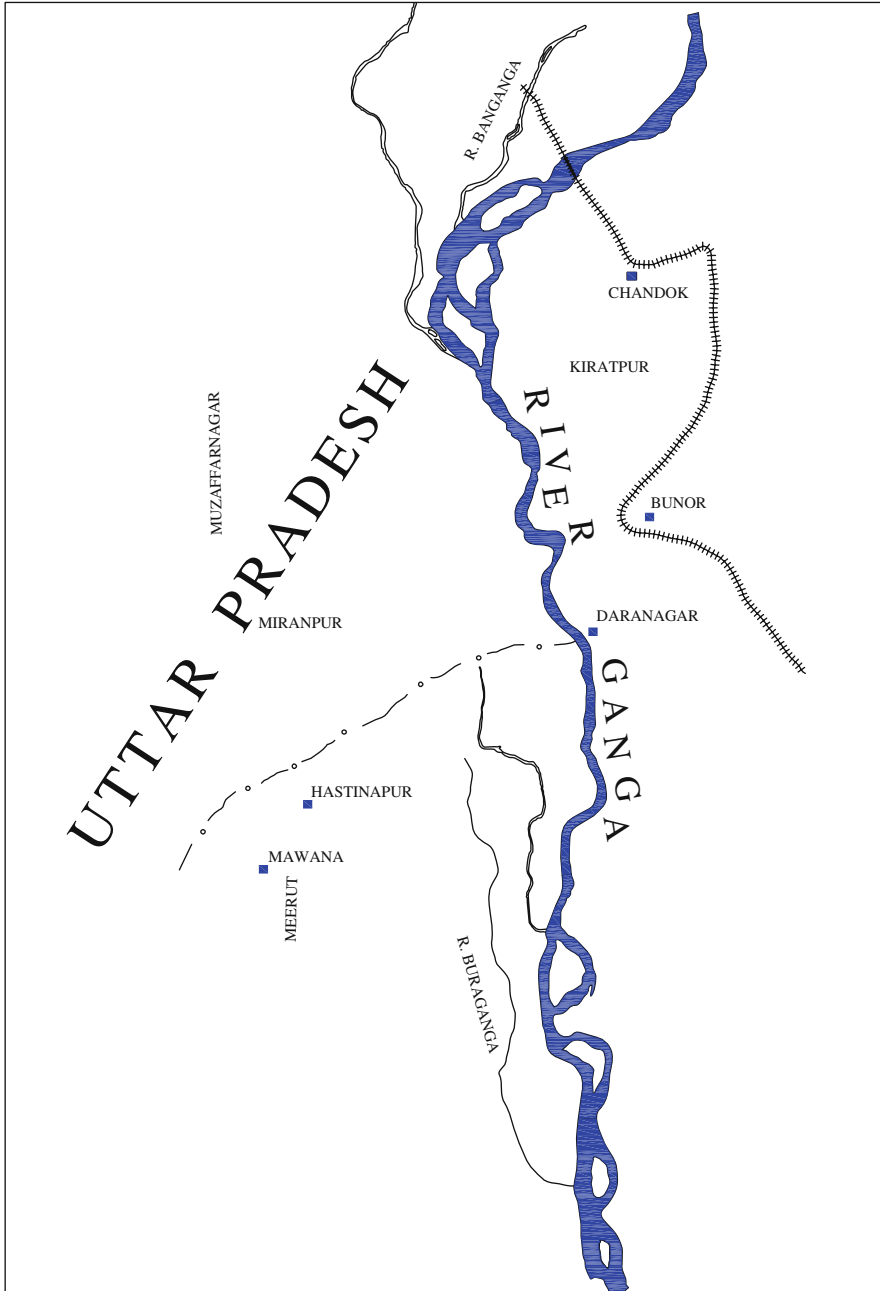 R. BANGANGA
CHANDOK
KIRATPUR
UTTAR PRADESH
MUZAFFARNAGAR
RIVER GANGA
BUNOR
DARANAGAR
MIRANPUR
HASTINAPUR
MAWANA
MEERUT
R. BURAGANGA